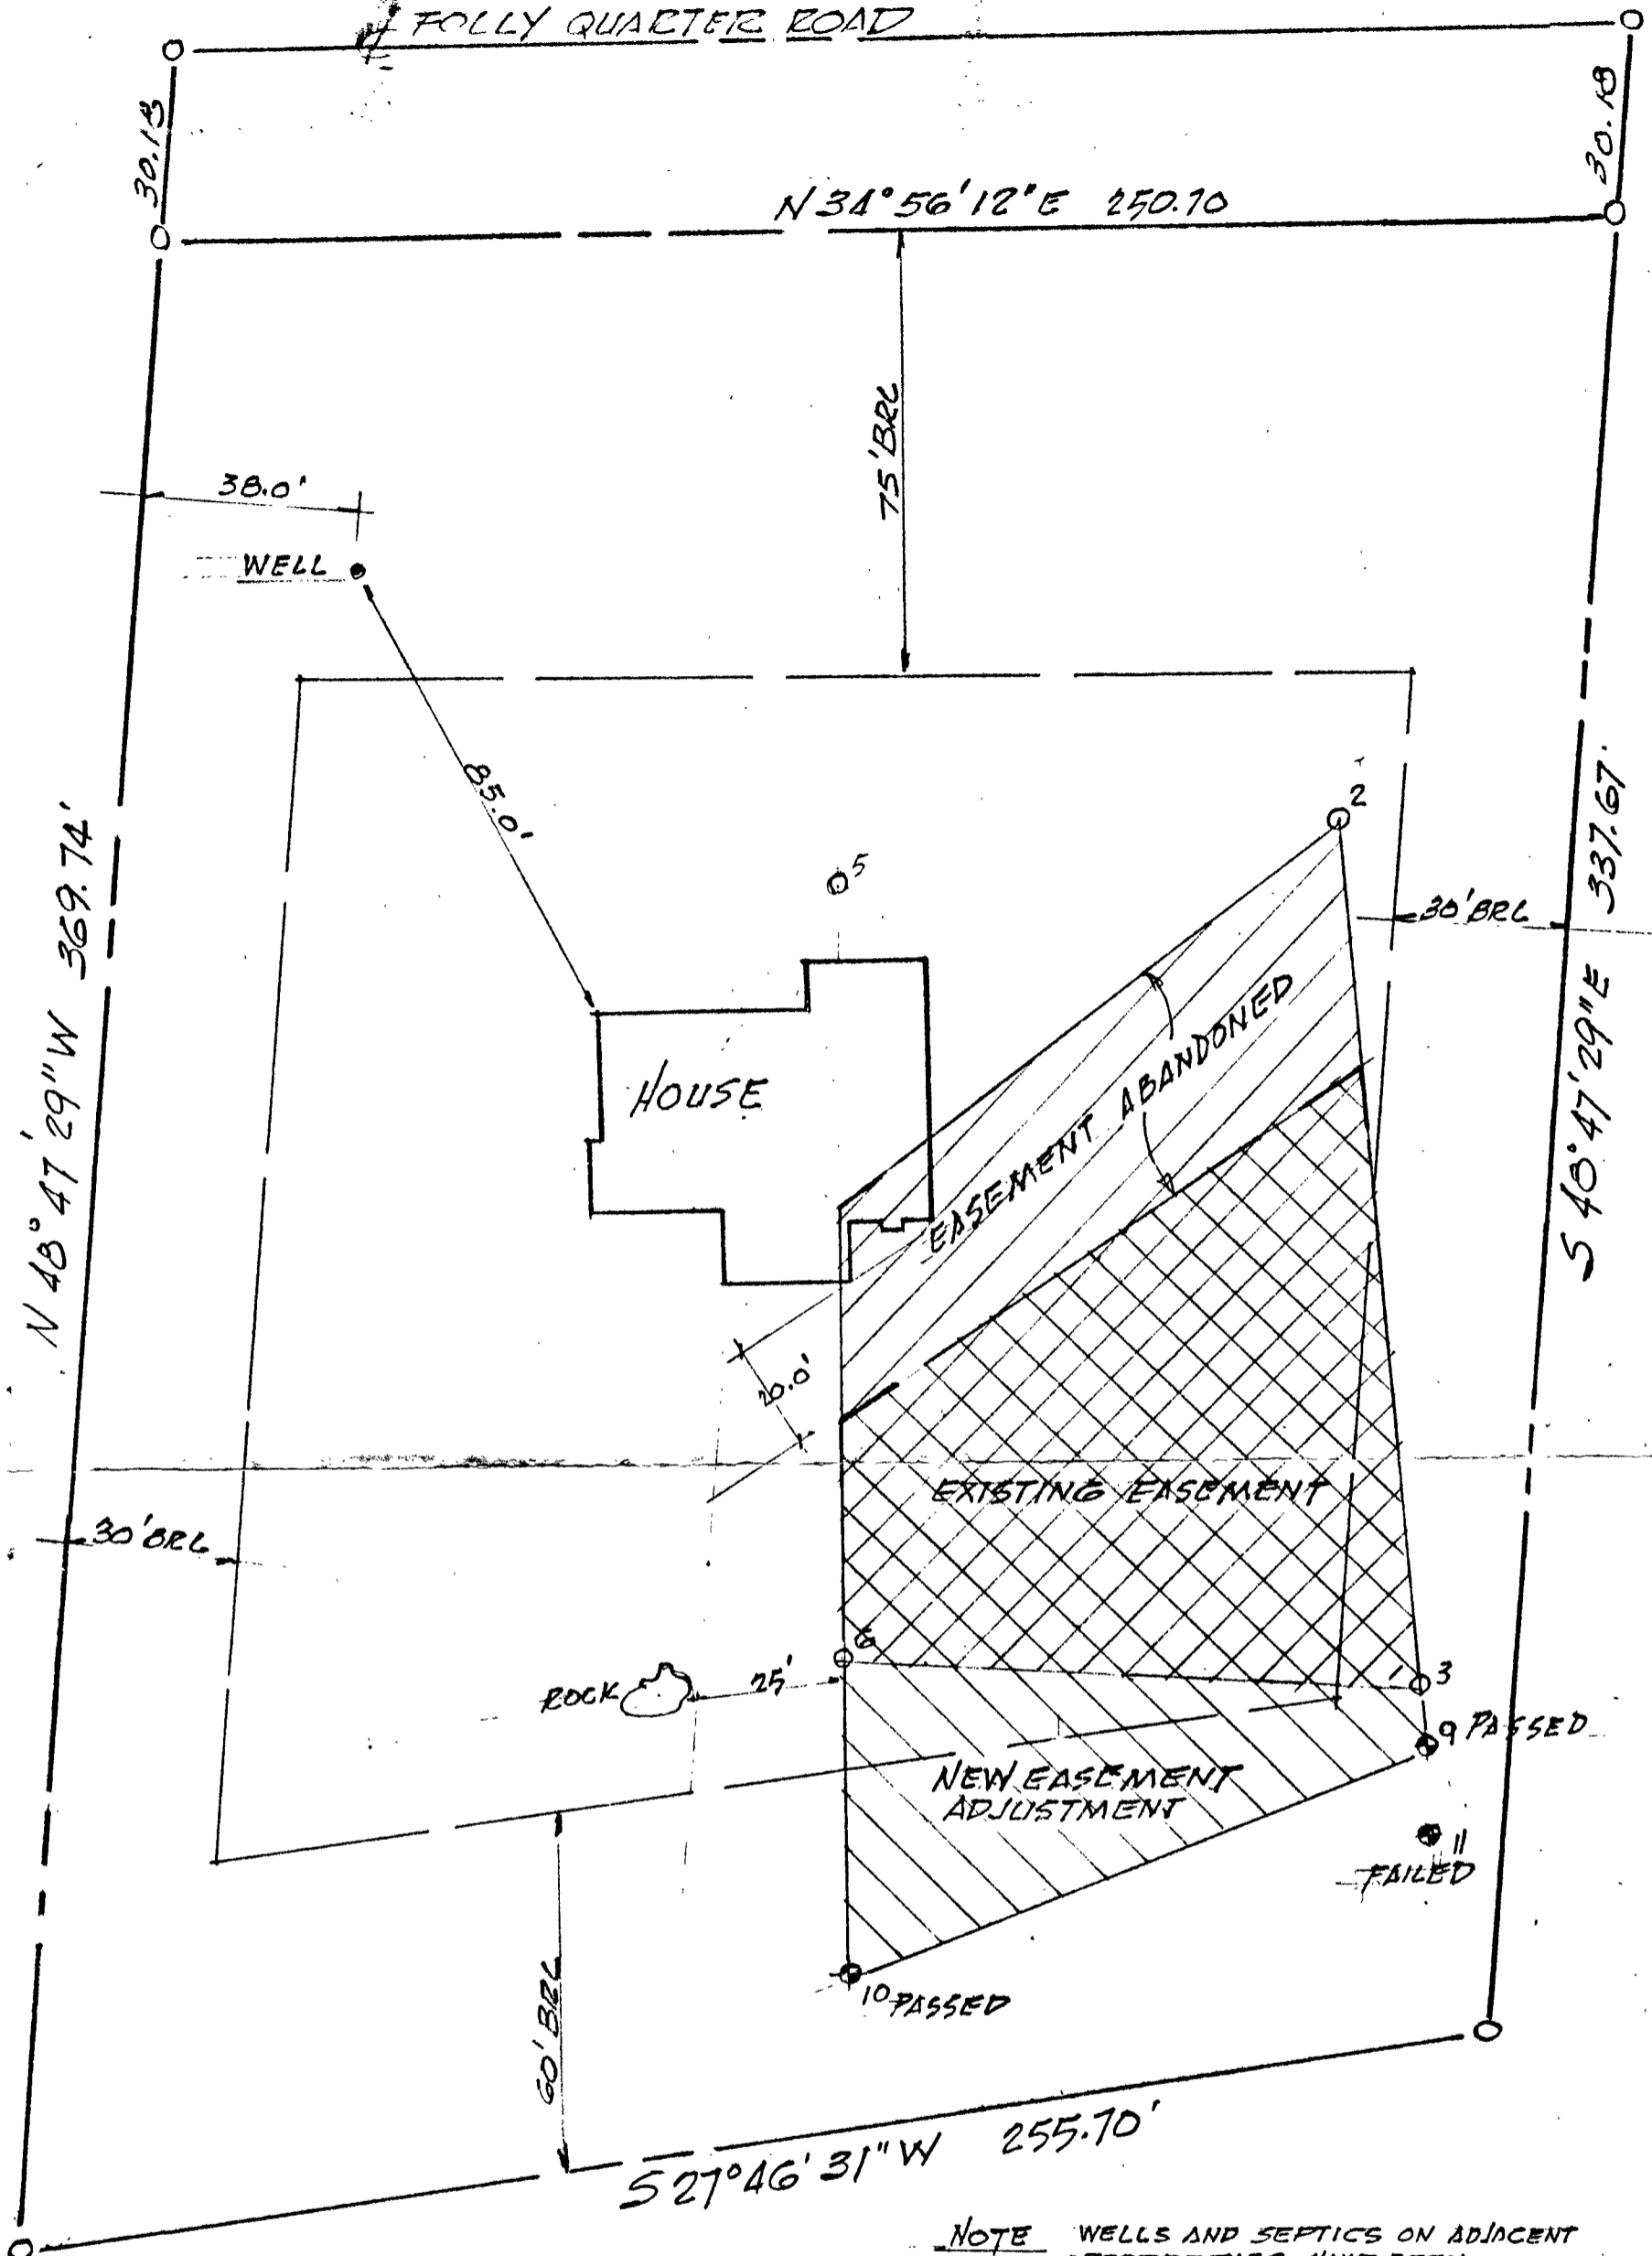 FOLLY QUARTER ROAD
30.18
30.18
N 34° 56' 12" E 250.70
75' BRL
38.0'
WELL
85.0'
2
5
30' BRL
N 48° 47' 29" W 369.74'
S 48° 47' 29" E 337.67'
HOUSE
EASEMENT ABANDONED
20.0'
EXISTING EASEMENT
30' BRL
6
ROCK
25'
3
9 PASSED
NEW EASEMENT
ADJUSTMENT
11
FAILED
10 PASSED
60' BRL
S 27° 46' 31" W 255.70'
NOTE WELLS AND SEPTICS ON ADJACENT